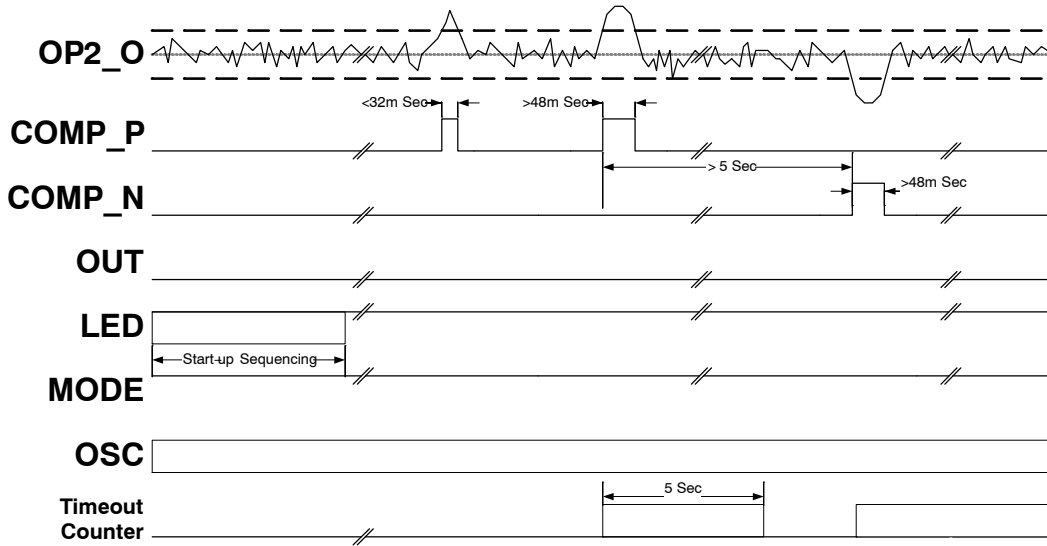 OP2_O
<32m Sec
>48m Sec
COMP_P
> 5 Sec
COMP_N
>48m Sec
OUT
LED
Start-up Sequencing
MODE
OSC
5 Sec
Timeout
Counter